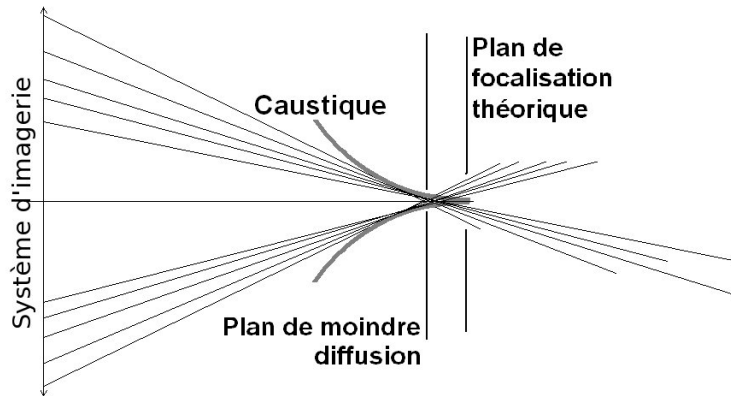 Système d'imagerie
Caustique
Plan de
focalisation
théorique
Plan de moindre
diffusion